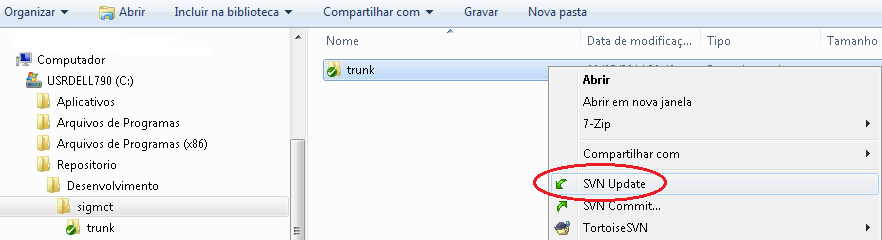 Organizar Abrir Incluir na biblioteca Compartilhar com Gravar Nova pasta
Nome Data de modificaç... Tipo Tamanho
Computador
USRDELL790 (C:)
Aplicativos
Arquivos de Programas
Arquivos de Programas (x86)
Repositorio
Desenvolvimento
sigmct
trunk
trunk
Abrir
Abrir em nova janela
7-Zip
Compartilhar com
SVN Update
SVN Commit...
TortoiseSVN